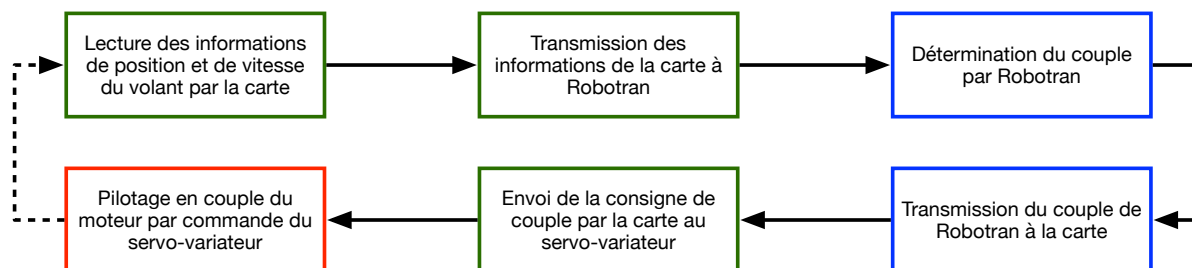 Lecture des informations
de position et de vitesse
du volant par la carte
Transmission des
informations de la carte à
Robotran
Détermination du couple
par Robotran
Pilotage en couple du
moteur par commande du
servo-variateur
Envoi de la consigne de
couple par la carte au
servo-variateur
Transmission du couple de
Robotran à la carte